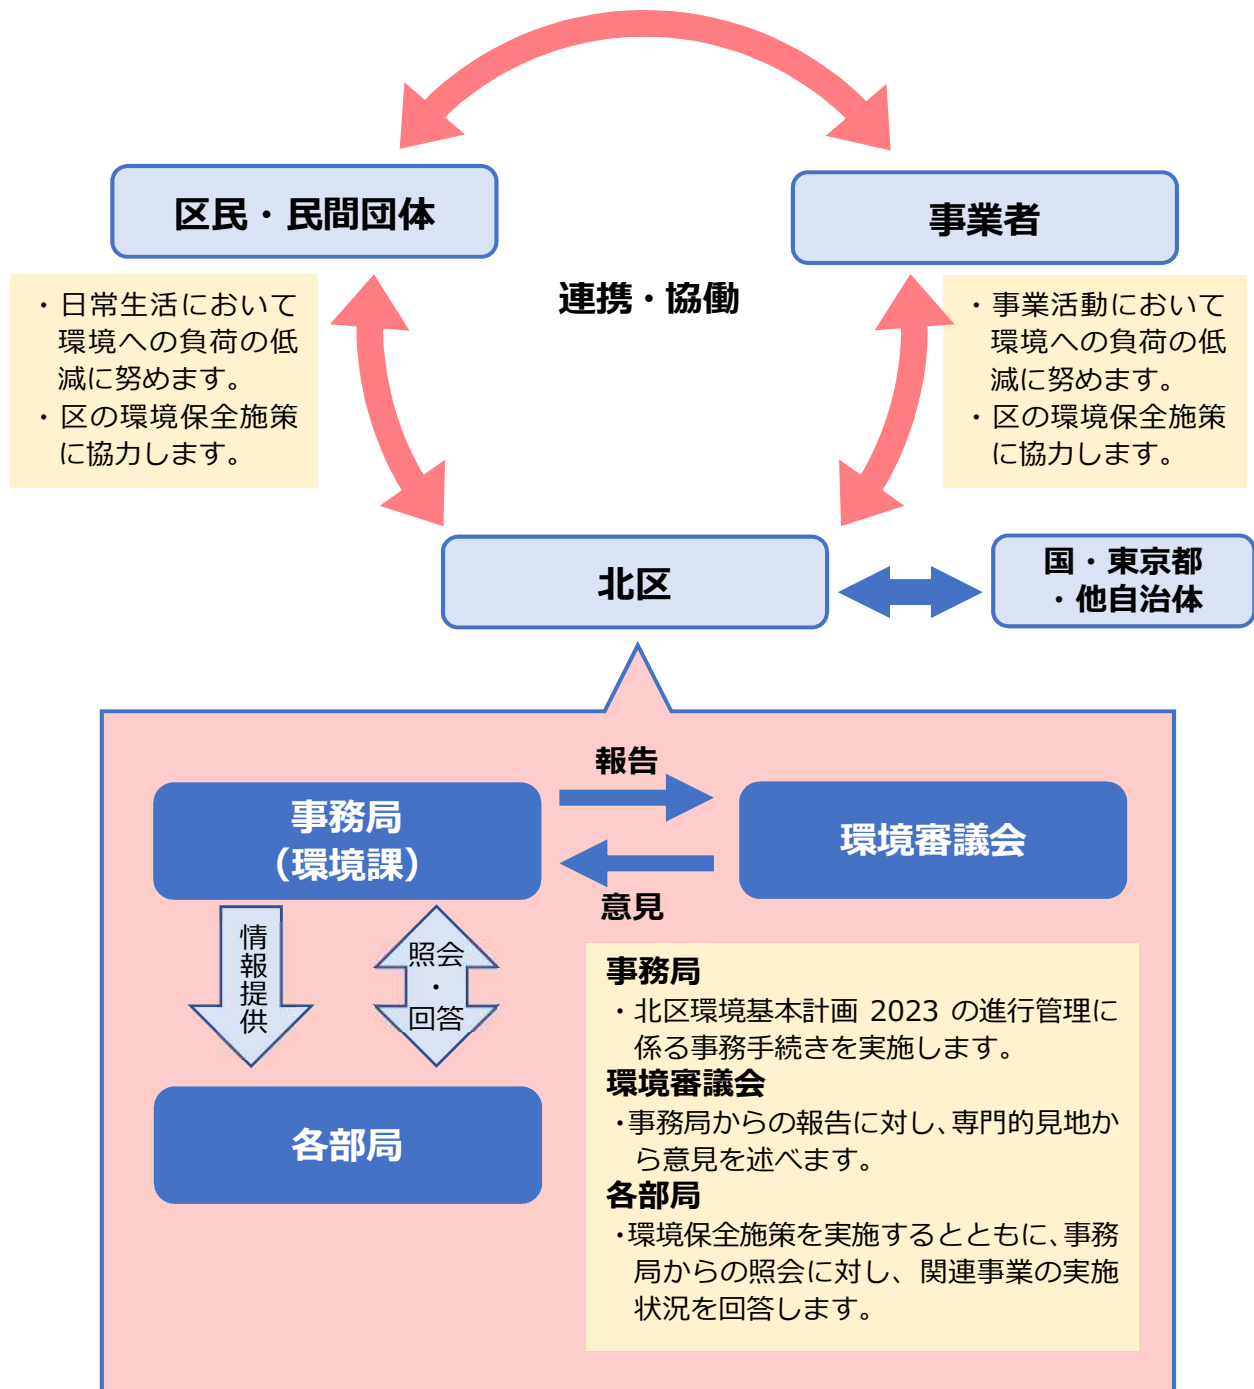 区民・民間団体
事業者
連携・協働
・日常生活において
環境への負荷の低
減に努めます。
・区の環境保全施策
に協力します。
・事業活動において
環境への負荷の低
減に努めます。
・区の環境保全施策
に協力します。
北区
国・東京都
・他自治体
報告
事務局
（環境課）
環境審議会
意見
情報提供
照会
・
回答
各部局
事務局
・北区環境基本計画 2023 の進行管理に
係る事務手続きを実施します。
環境審議会
・事務局からの報告に対し、専門的見地か
ら意見を述べます。
各部局
・環境保全施策を実施するとともに、事務
局からの照会に対し、関連事業の実施
状況を回答します。